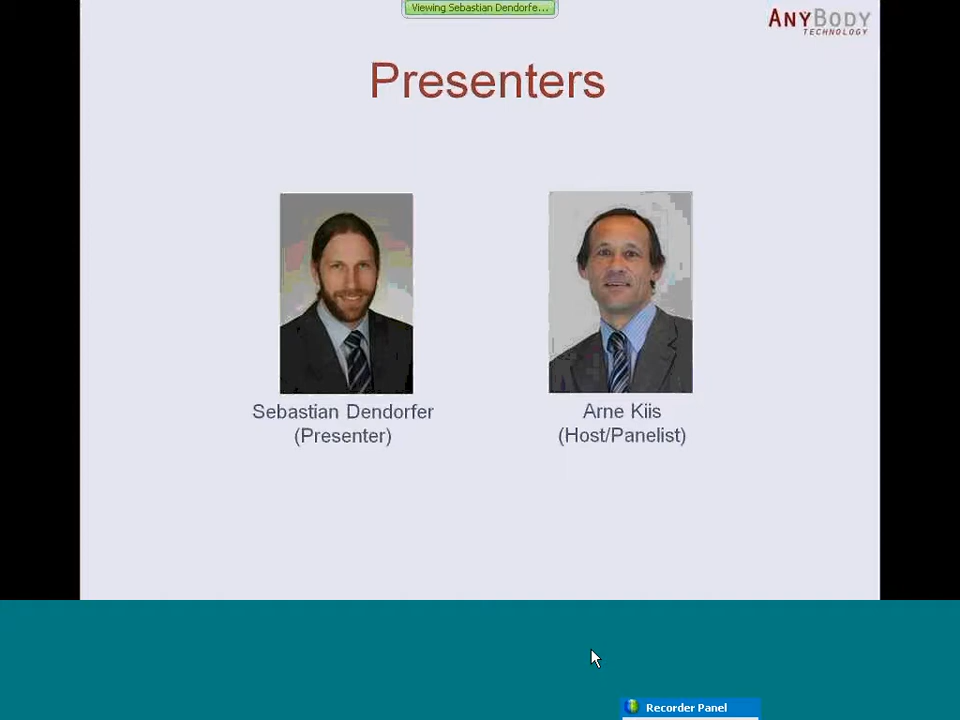 Viewing Sebastian Dendorfe...
ANYBODY
TECHNOLOGY
Presenters
Sebastian Dendorfer
(Presenter)
Arne Kiis
(Host/Panelist)
Recorder Panel